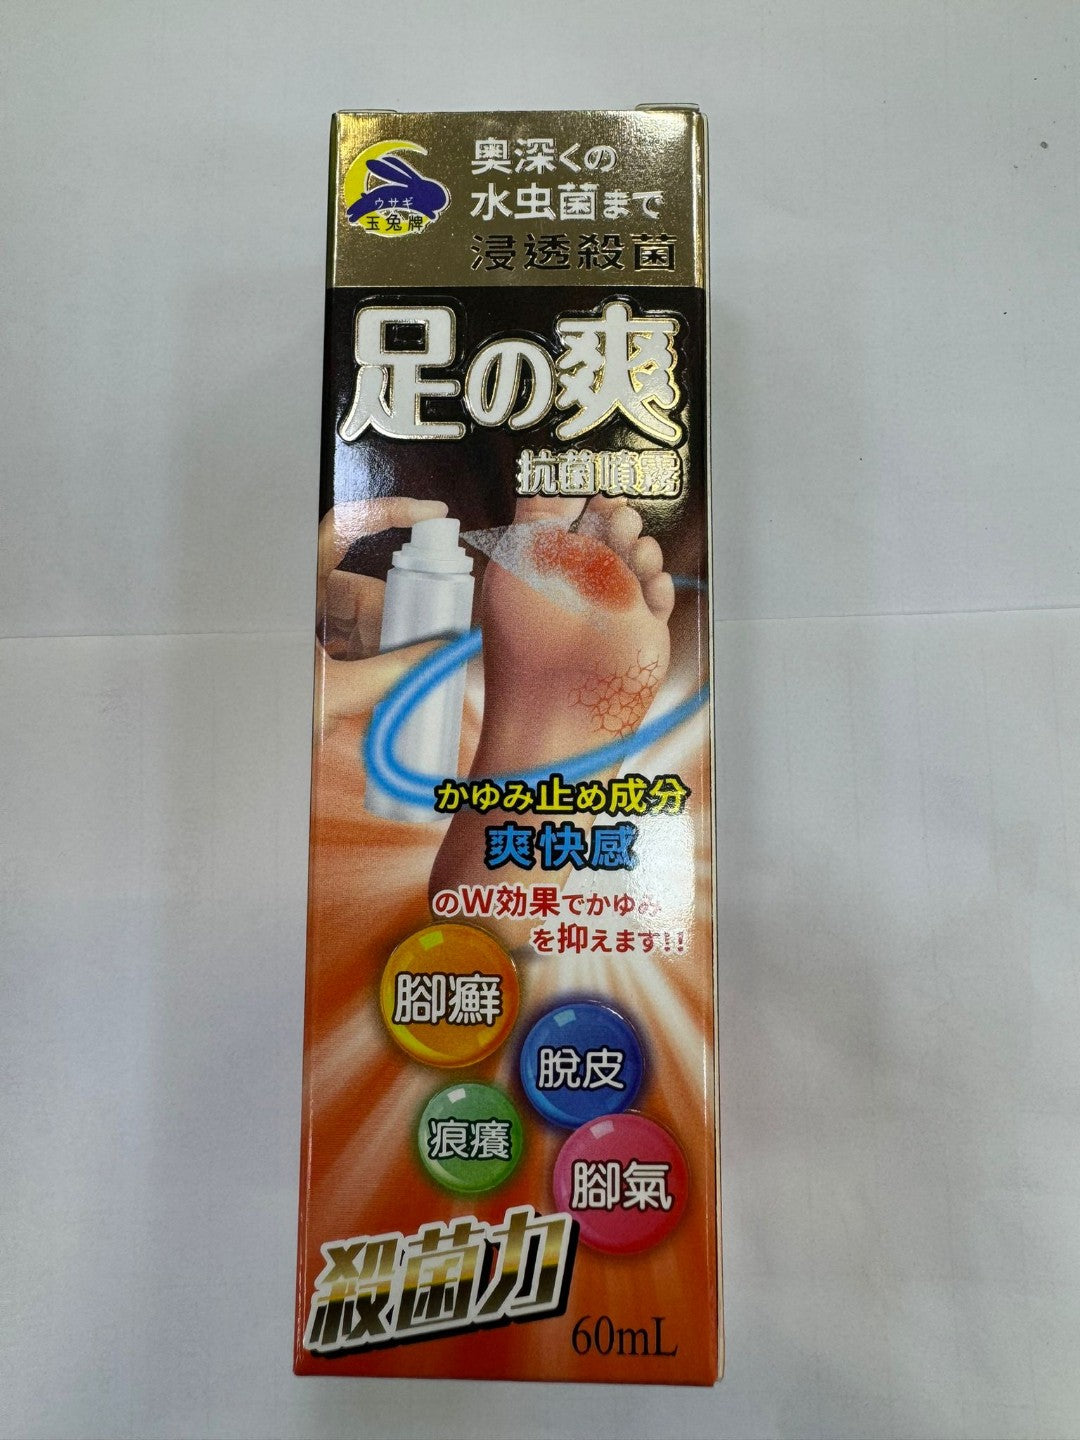 ウサギ
玉兔牌
奥深くの
水虫菌まで
浸透殺菌
足の爽
抗菌噴霧
かゆみ止め成分
爽快感
のW効果でかゆみ
を抑えます!!
腳癬
脫皮
痕癢
腳氣
殺菌力
60mL